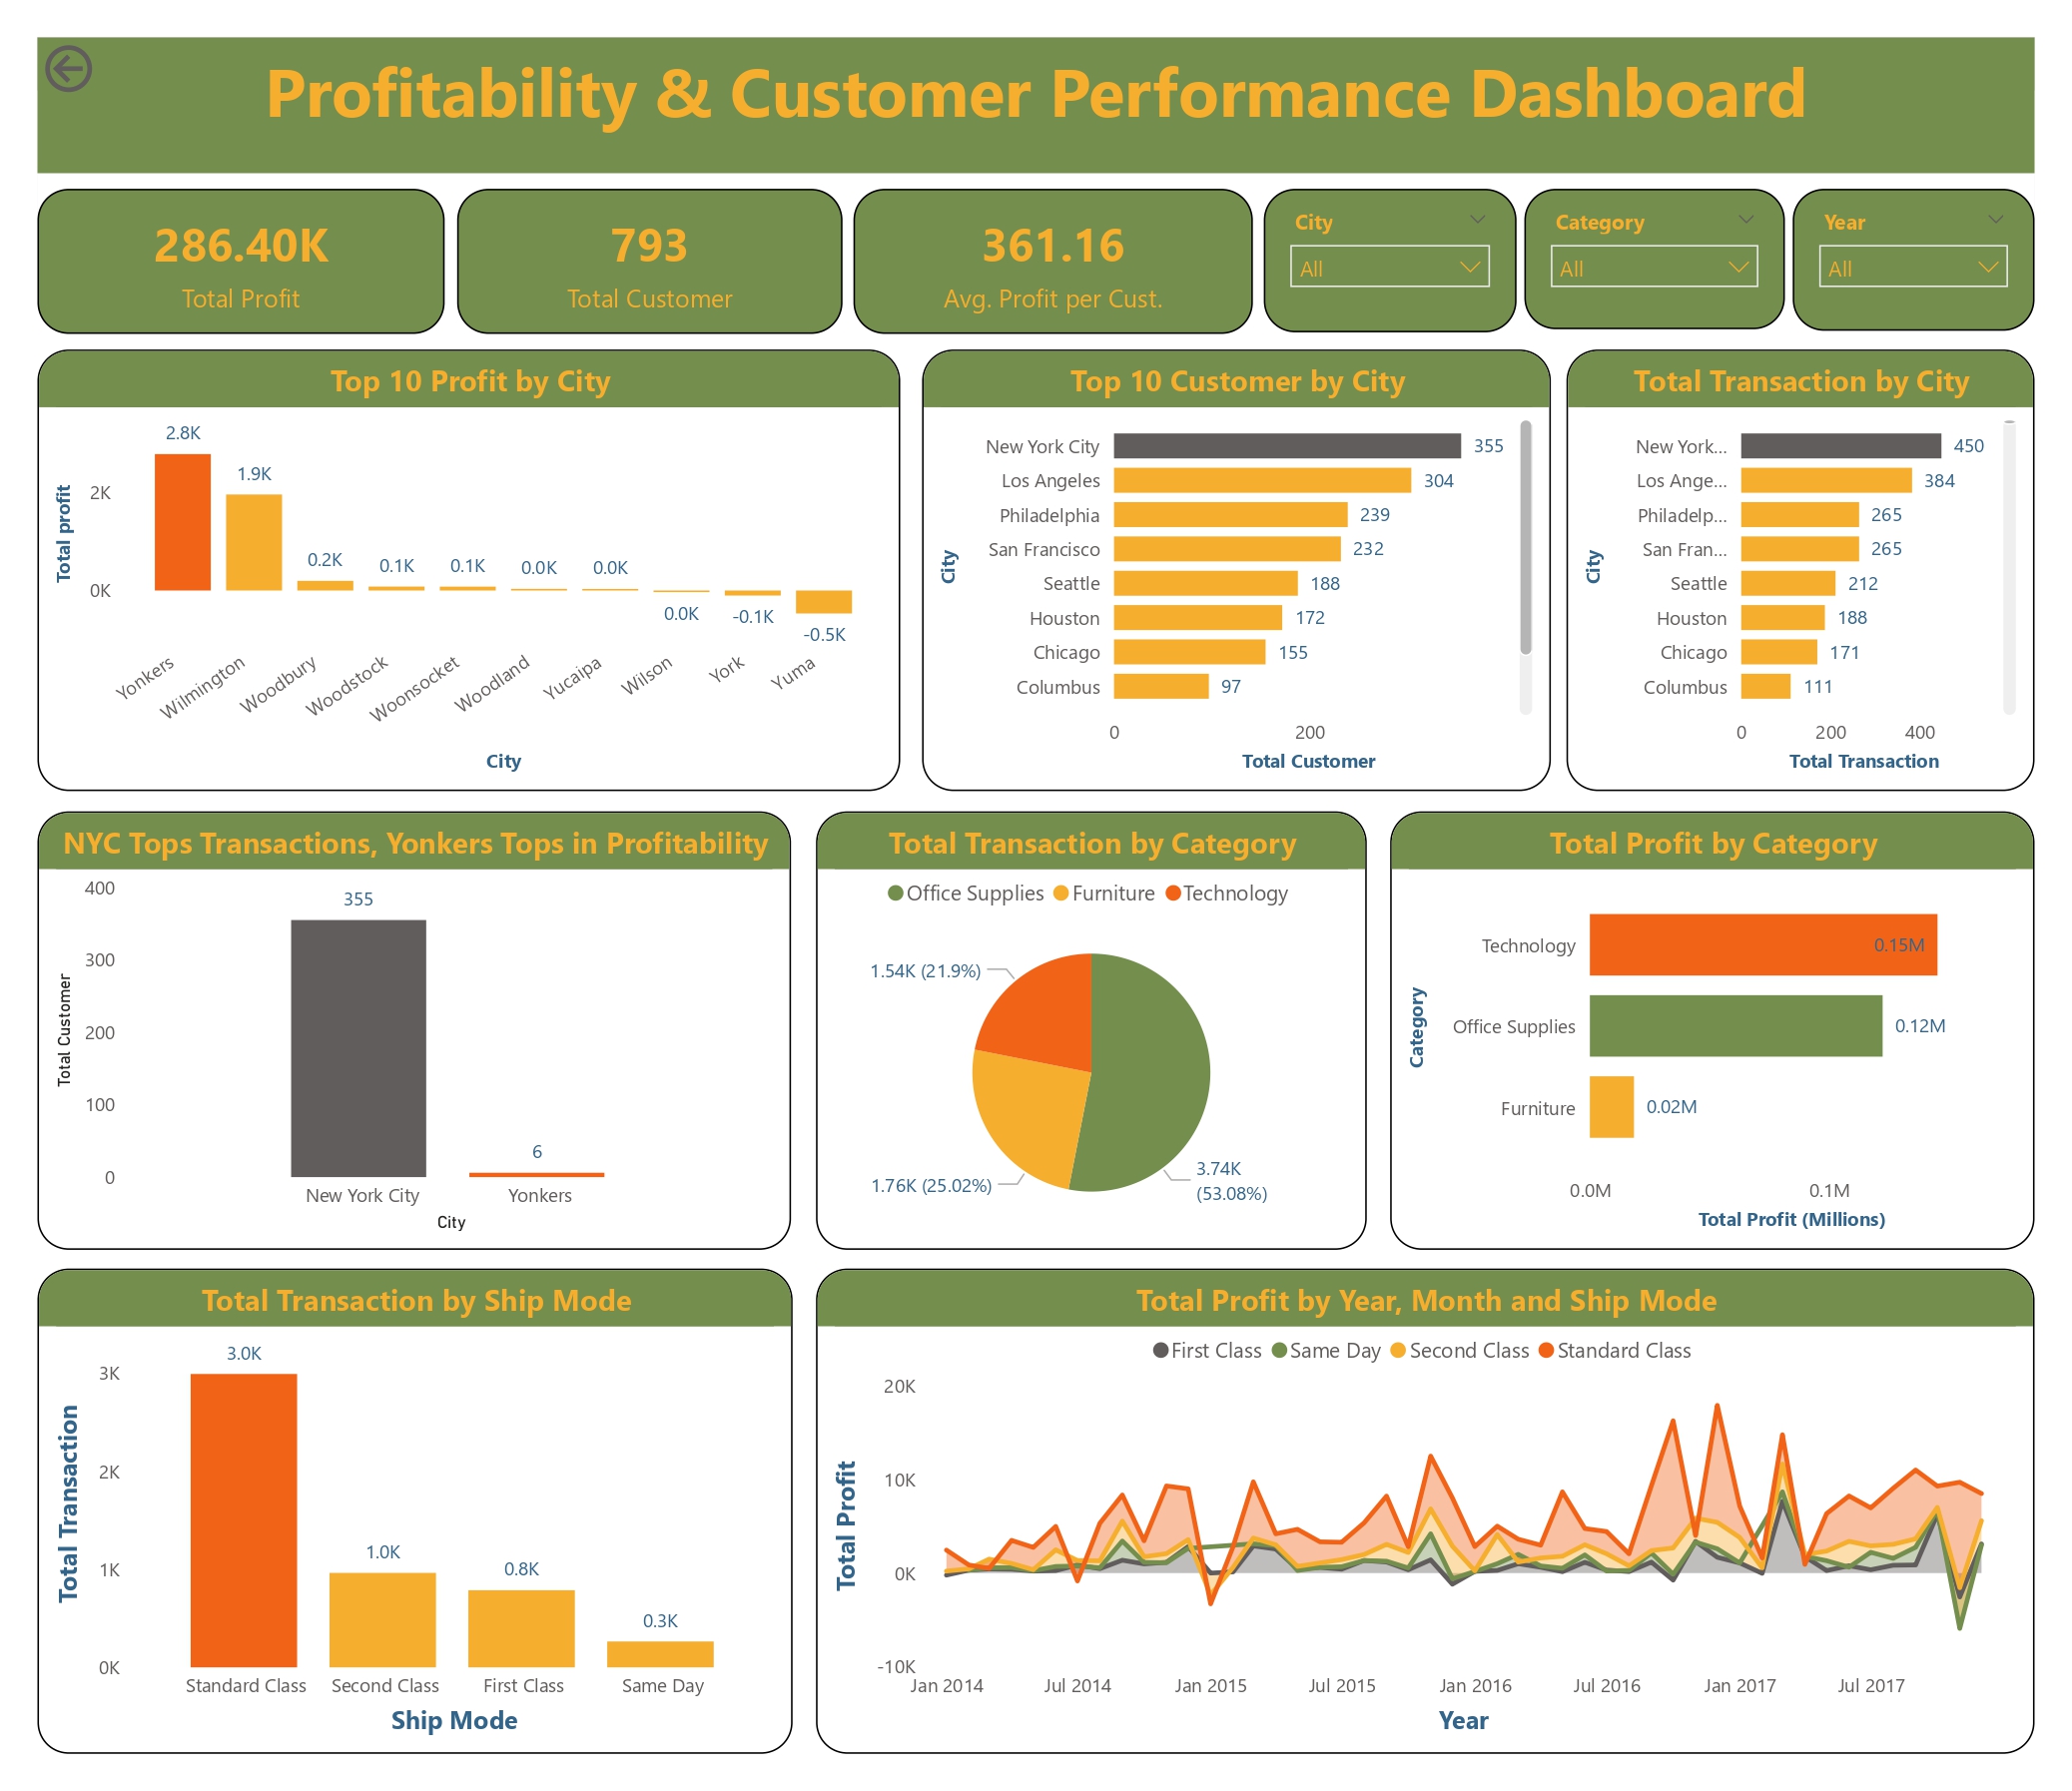 Profitability & Customer Performance Dashboard
286.40K
Total Profit
793
Total Customer
361.16
Avg. Profit per Cust.
City
All
Category
All
Year
All
Top 10 Profit by City
Total profit
2K
0K
2.8K
1.9K
0.2K
0.1K
0.1K
0.0K
0.0K
0.0K
-0.1K
-0.5K
Yonkers
Wilmington
Woodbury
Woodstock
Woonsocket
Woodland
Yucaipa
Wilson
York
Yuma
City
Top 10 Customer by City
City
New York City 355
Los Angeles 304
Philadelphia 239
San Francisco 232
Seattle 188
Houston 172
Chicago 155
Columbus 97
0 200
Total Customer
Total Transaction by City
City
New York... 450
Los Ange... 384
Philadelp... 265
San Fran... 265
Seattle 212
Houston 188
Chicago 171
Columbus 111
0 200 400
Total Transaction
NYC Tops Transactions, Yonkers Tops in Profitability
Total Customer
400
300
200
100
0
355
6
New York City Yonkers
City
Total Transaction by Category
Office Supplies Furniture Technology
1.54K (21.9%)
1.76K (25.02%)
3.74K
(53.08%)
Total Profit by Category
Category
Technology 0.15M
Office Supplies 0.12M
Furniture 0.02M
0.0M 0.1M
Total Profit (Millions)
Total Transaction by Ship Mode
Total Transaction
3K
2K
1K
0K
3.0K
1.0K
0.8K
0.3K
Standard Class Second Class First Class Same Day
Ship Mode
Total Profit by Year, Month and Ship Mode
First Class Same Day Second Class Standard Class
Total Profit
20K
10K
0K
-10K
Jan 2014 Jul 2014 Jan 2015 Jul 2015 Jan 2016 Jul 2016 Jan 2017 Jul 2017
Year